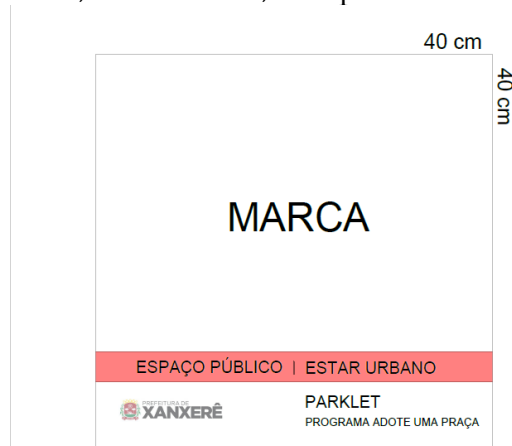 40 cm
40 cm
MARCA
ESPAÇO PÚBLICO | ESTAR URBANO
PREFEITURA DE
XANXERÊ
PARKLET
PROGRAMA ADOTE UMA PRAÇA